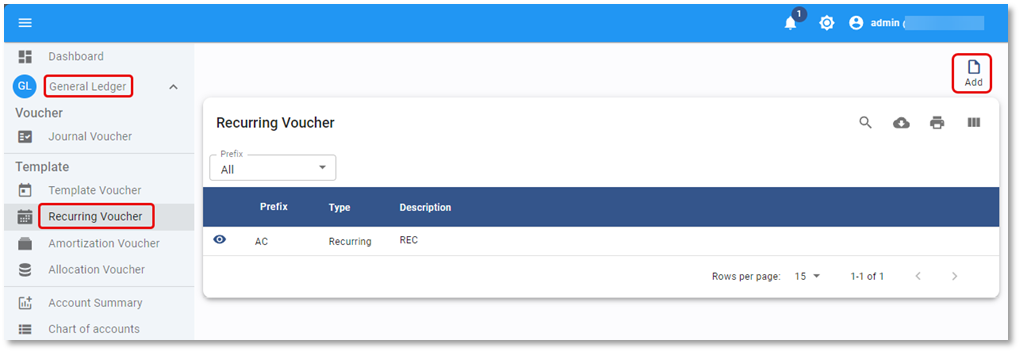 1
admin
Dashboard
GL General Ledger
Voucher
Journal Voucher
Template
Template Voucher
Recurring Voucher
Amortization Voucher
Allocation Voucher
Account Summary
Chart of accounts
Add
Recurring Voucher
Prefix
All
Prefix Type Description
AC Recurring REC
Rows per page: 15 1-1 of 1